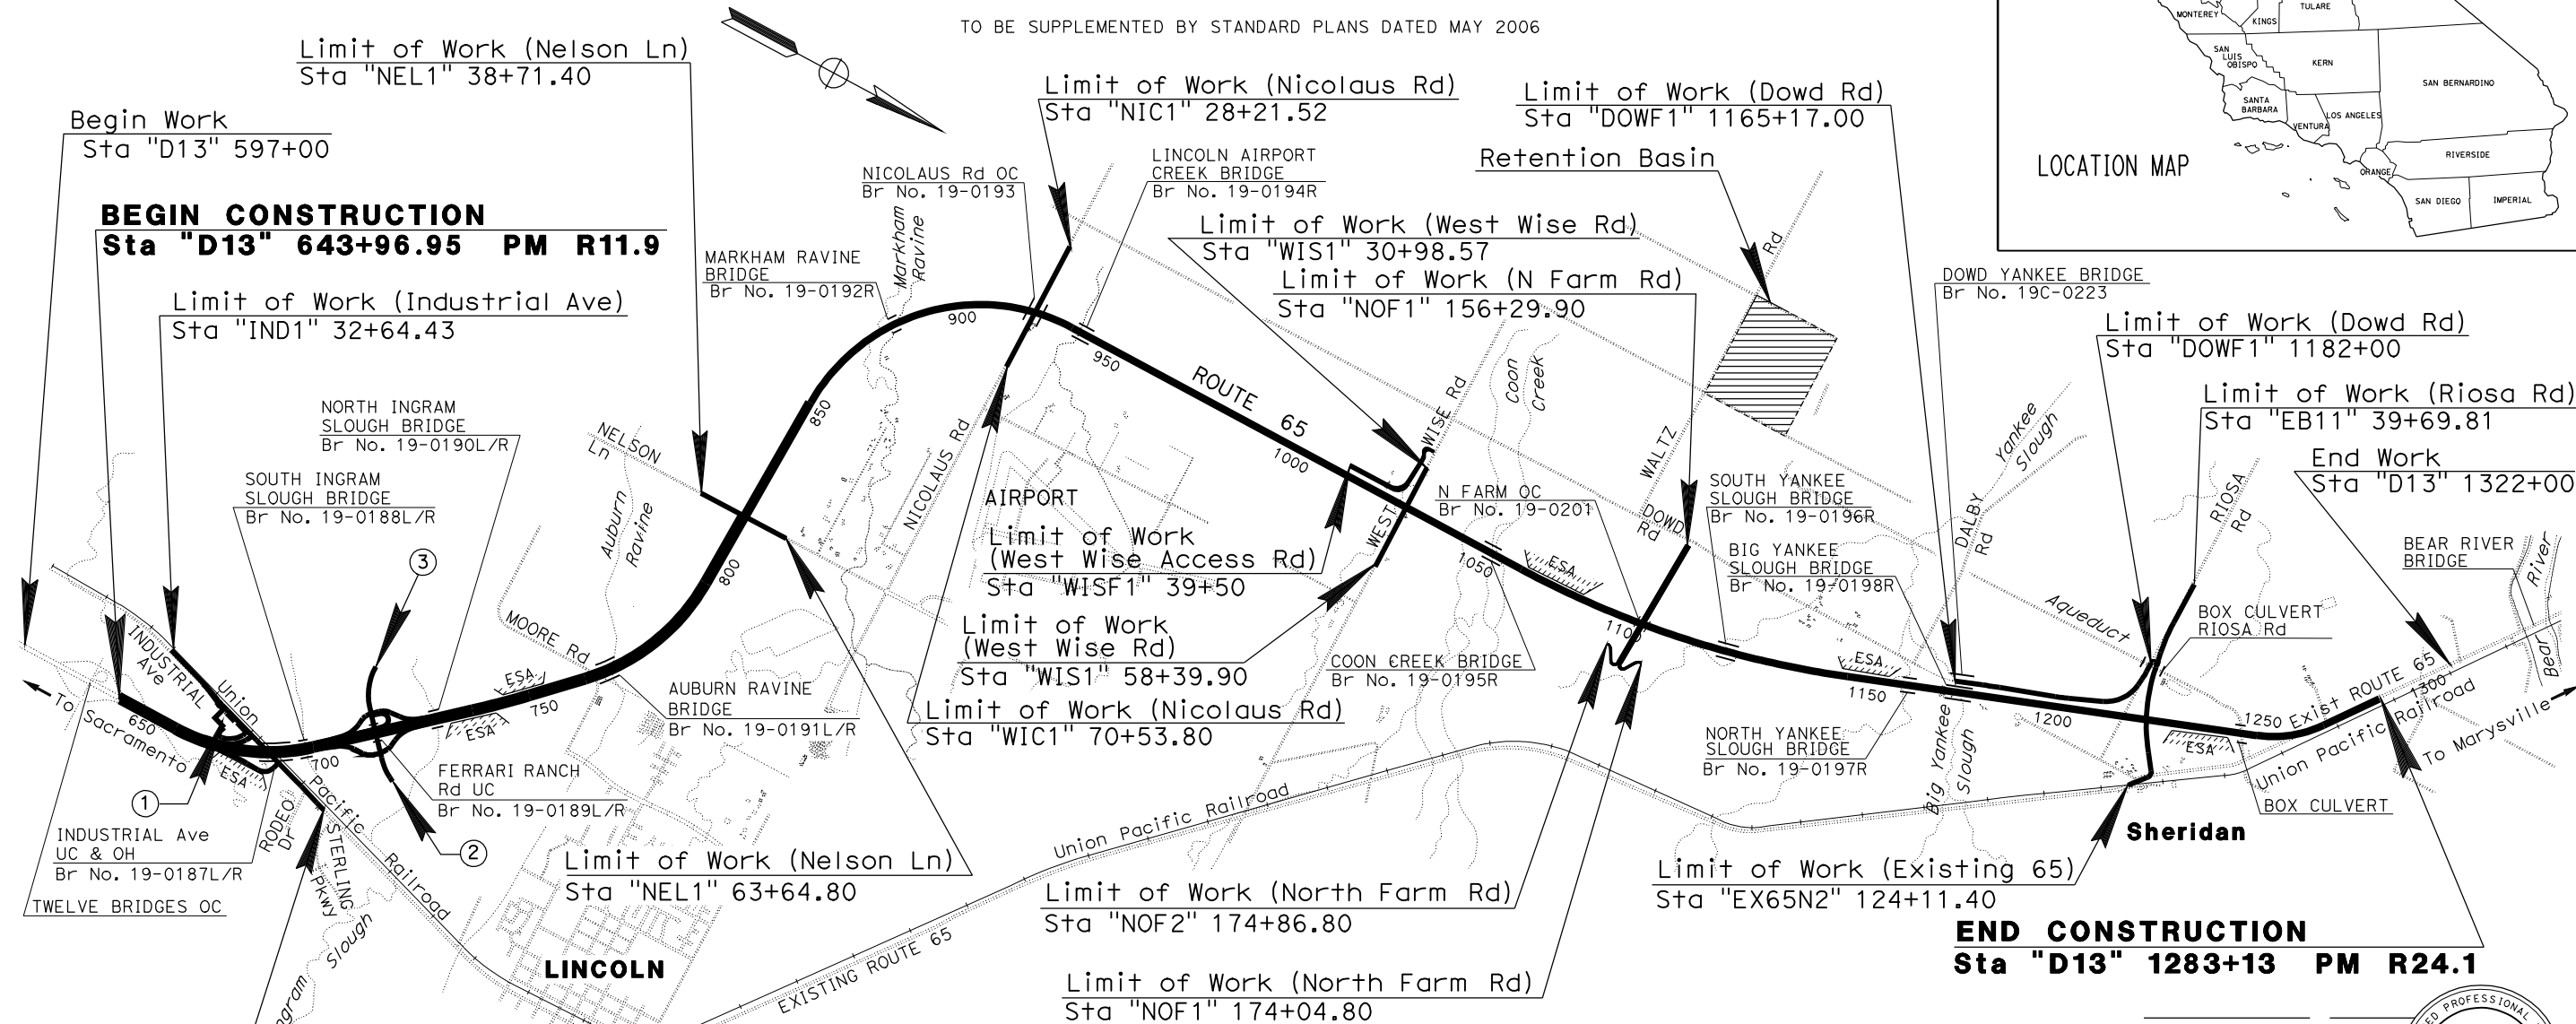 TO BE SUPPLEMENTED BY STANDARD PLANS DATED MAY 2006
MONTEREY
KINGS
TULARE
SAN
LUIS
OBISPO
KERN
SAN BERNARDINO
SANTA
BARBARA
VENTURA
LOS ANGELES
ORANGE
RIVERSIDE
SAN DIEGO
IMPERIAL
LOCATION MAP
Limit of Work (Nelson Ln)
Sta "NEL1" 38+71.40
Begin Work
Sta "D13" 597+00
BEGIN CONSTRUCTION
Sta "D13" 643+96.95 PM R11.9
Limit of Work (Industrial Ave)
Sta "IND1" 32+64.43
NORTH INGRAM
SLOUGH BRIDGE
Br No. 19-0190L/R
SOUTH INGRAM
SLOUGH BRIDGE
Br No. 19-0188L/R
Limit of Work (Nicolaus Rd)
Sta "NIC1" 28+21.52
NICOLAUS Rd OC
Br No. 19-0193
LINCOLN AIRPORT
CREEK BRIDGE
Br No. 19-0194R
MARKHAM RAVINE
BRIDGE
Br No. 19-0192R
Markham
Ravine
Limit of Work (Dowd Rd)
Sta "DOWF1" 1165+17.00
Retention Basin
Limit of Work (West Wise Rd)
Sta "WIS1" 30+98.57
Limit of Work (N Farm Rd)
Sta "NOF1" 156+29.90
Rd
DOWD YANKEE BRIDGE
Br No. 19C-0223
Limit of Work (Dowd Rd)
Sta "DOWF1" 1182+00
Limit of Work (Riosa Rd)
Sta "EB11" 39+69.81
End Work
Sta "D13" 1322+00
900
950
850
800
750
700
650
ROUTE 65
1000
1050
1100
1150
1200
1250
1300
NELSON
Ln
Auburn
Ravine
NICOLAUS Rd
AIRPORT
WEST
WISE Rd
Coon
Creek
WALTZ
DOWD
Rd
N FARM OC
Br No. 19-0201
SOUTH YANKEE
SLOUGH BRIDGE
Br No. 19-0196R
BIG YANKEE
SLOUGH BRIDGE
Br No. 19-0198R
DALBY
Rd
Yankee
Slough
RIOSA
Rd
BEAR RIVER
BRIDGE
Bear
River
Aqueduct
BOX CULVERT
RIOSA Rd
Exist ROUTE 65
Union Pacific Railroad
To Marysville
BOX CULVERT
Limit of Work
(West Wise Access Rd)
Sta "WISF1" 39+50
Limit of Work
(West Wise Rd)
Sta "WIS1" 58+39.90
Limit of Work (Nicolaus Rd)
Sta "WIC1" 70+53.80
COON CREEK BRIDGE
Br No. 19-0195R
NORTH YANKEE
SLOUGH BRIDGE
Br No. 19-0197R
Big Yankee
Slough
ESA
ESA
ESA
ESA
ESA
ESA
3
MOORE Rd
AUBURN RAVINE
BRIDGE
Br No. 19-0191L/R
FERRARI RANCH
Rd UC
Br No. 19-0189L/R
2
1
INDUSTRIAL
Ave
Union
Pacific
Railroad
To Sacramento
RODEO
Dr
STERLING
Pkwy
INDUSTRIAL Ave
UC & OH
Br No. 19-0187L/R
TWELVE BRIDGES OC
Slough
LINCOLN
Limit of Work (Nelson Ln)
Sta "NEL1" 63+64.80
Union Pacific Railroad
EXISTING ROUTE 65
Limit of Work (North Farm Rd)
Sta "NOF2" 174+86.80
Limit of Work (North Farm Rd)
Sta "NOF1" 174+04.80
Sheridan
Limit of Work (Existing 65)
Sta "EX65N2" 124+11.40
END CONSTRUCTION
Sta "D13" 1283+13 PM R24.1
PROFESSIONAL